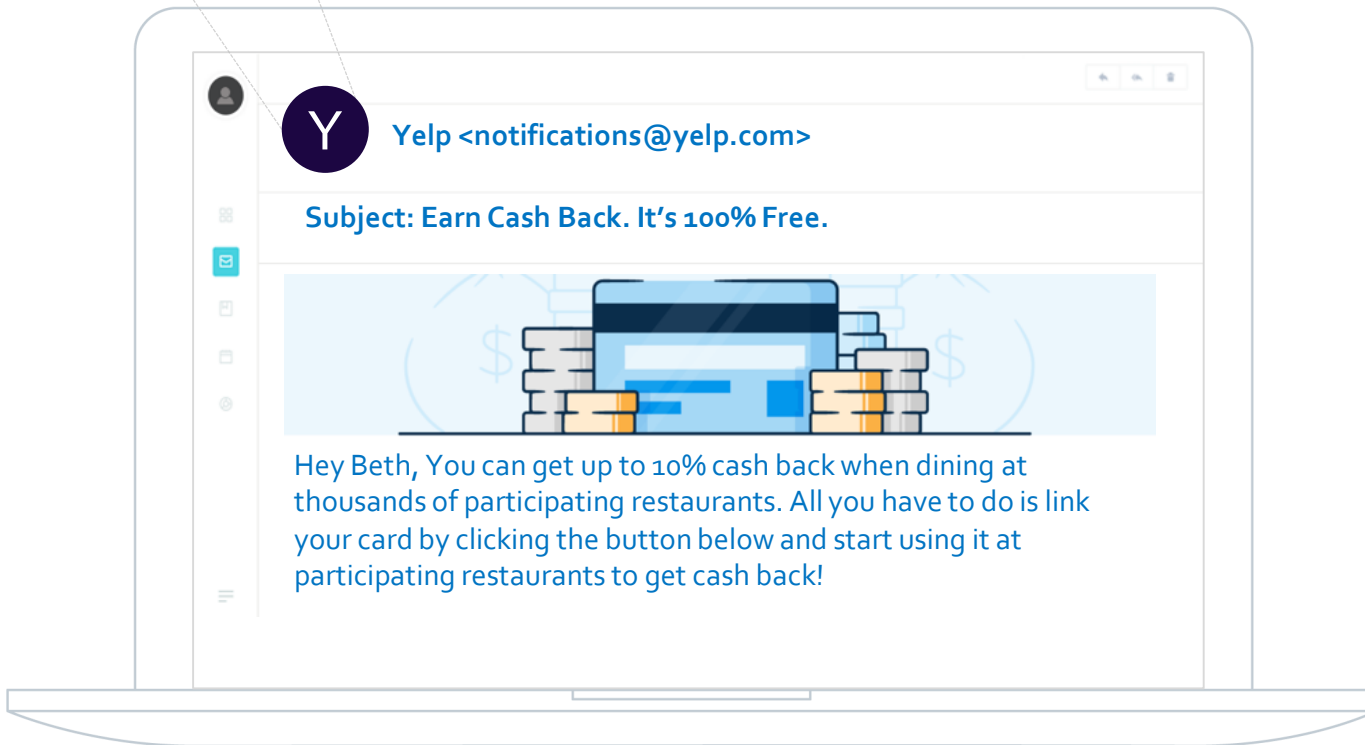 Y
Yelp <notifications@yelp.com>
Subject: Earn Cash Back. It’s 100% Free.
$ $
Hey Beth, You can get up to 10% cash back when dining at
thousands of participating restaurants. All you have to do is link
your card by clicking the button below and start using it at
participating restaurants to get cash back!